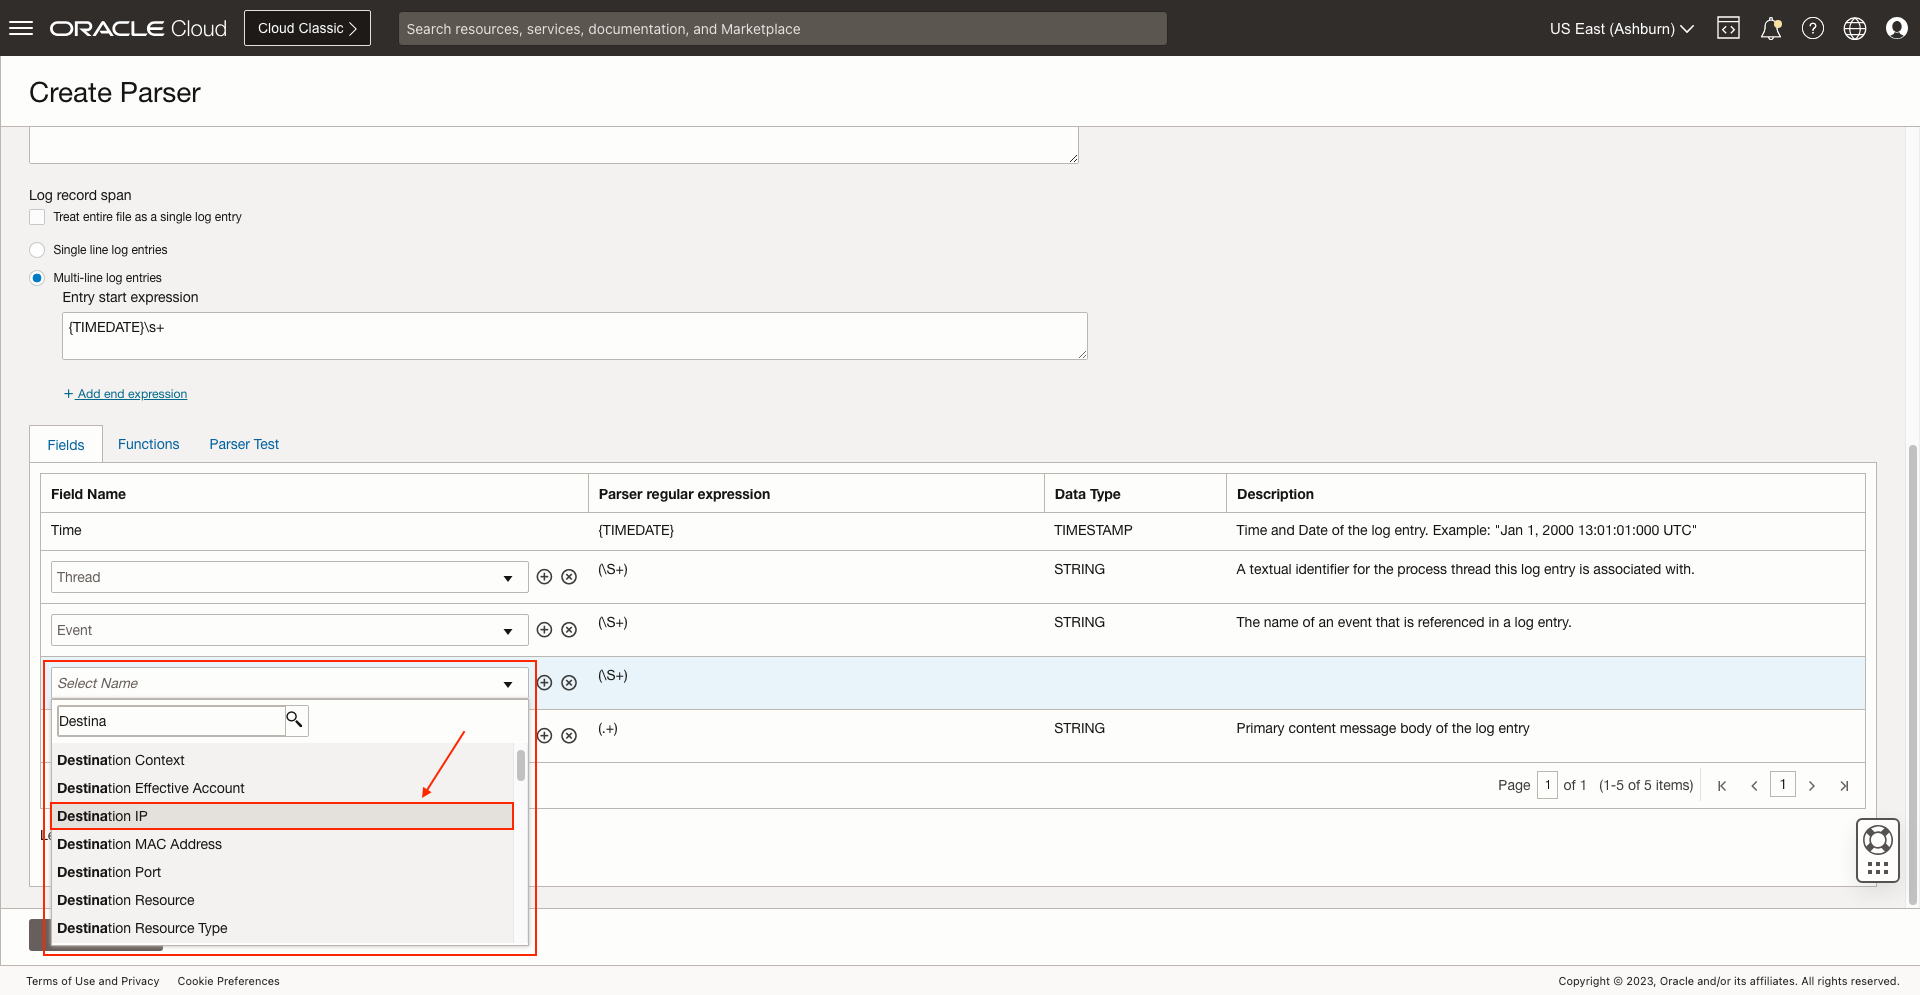 ORACLE Cloud
Cloud Classic
Search resources, services, documentation, and Marketplace
US East (Ashburn)
Create Parser
Log record span
Treat entire file as a single log entry
Single line log entries
Multi-line log entries
Entry start expression
{TIMEDATE}\s+
+ Add end expression
Fields Functions Parser Test
Field Name Parser regular expression Data Type Description
Time {TIMEDATE} TIMESTAMP Time and Date of the log entry. Example: "Jan 1, 2000 13:01:01:000 UTC"
Thread (\S+) STRING A textual identifier for the process thread this log entry is associated with.
Event (\S+) STRING The name of an event that is referenced in a log entry.
Select Name (\S+)
Destina
(.+) STRING Primary content message body of the log entry
Destination Context
Destination Effective Account
Page 1 of 1 (1-5 of 5 items) 1
Destination IP
Destination MAC Address
Destination Port
Destination Resource
Destination Resource Type
Terms of Use and Privacy Cookie Preferences
Copyright © 2023, Oracle and/or its affiliates. All rights reserved.